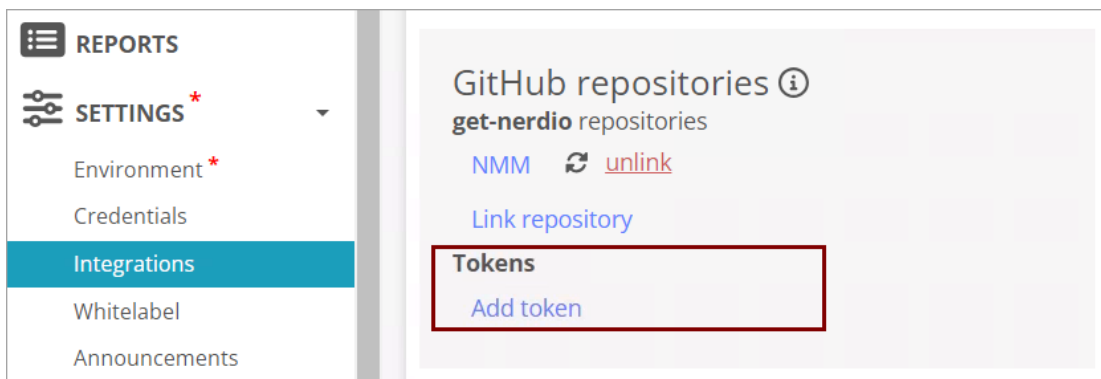 REPORTS
SETTINGS *
Environment *
Credentials
Integrations
Whitelabel
Announcements
GitHub repositories
get-nerdio repositories
NMM unlink
Link repository
Tokens
Add token